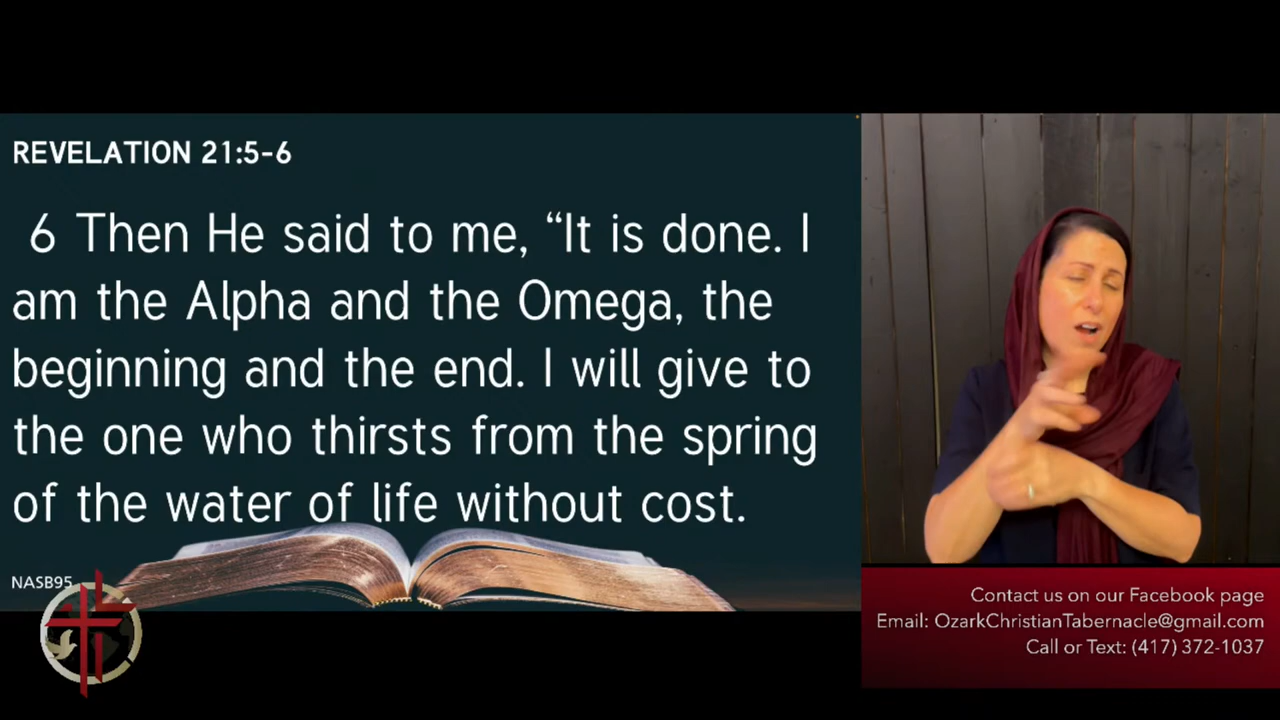 REVELATION 21:5-6
6 Then He said to me, “It is done. I
am the Alpha and the Omega, the
beginning and the end. I will give to
the one who thirsts from the spring
of the water of life without cost.
NASB95
Contact us on our Facebook page
Email: OzarkChristianTabernacle@gmail.com
Call or Text: (417) 372-1037